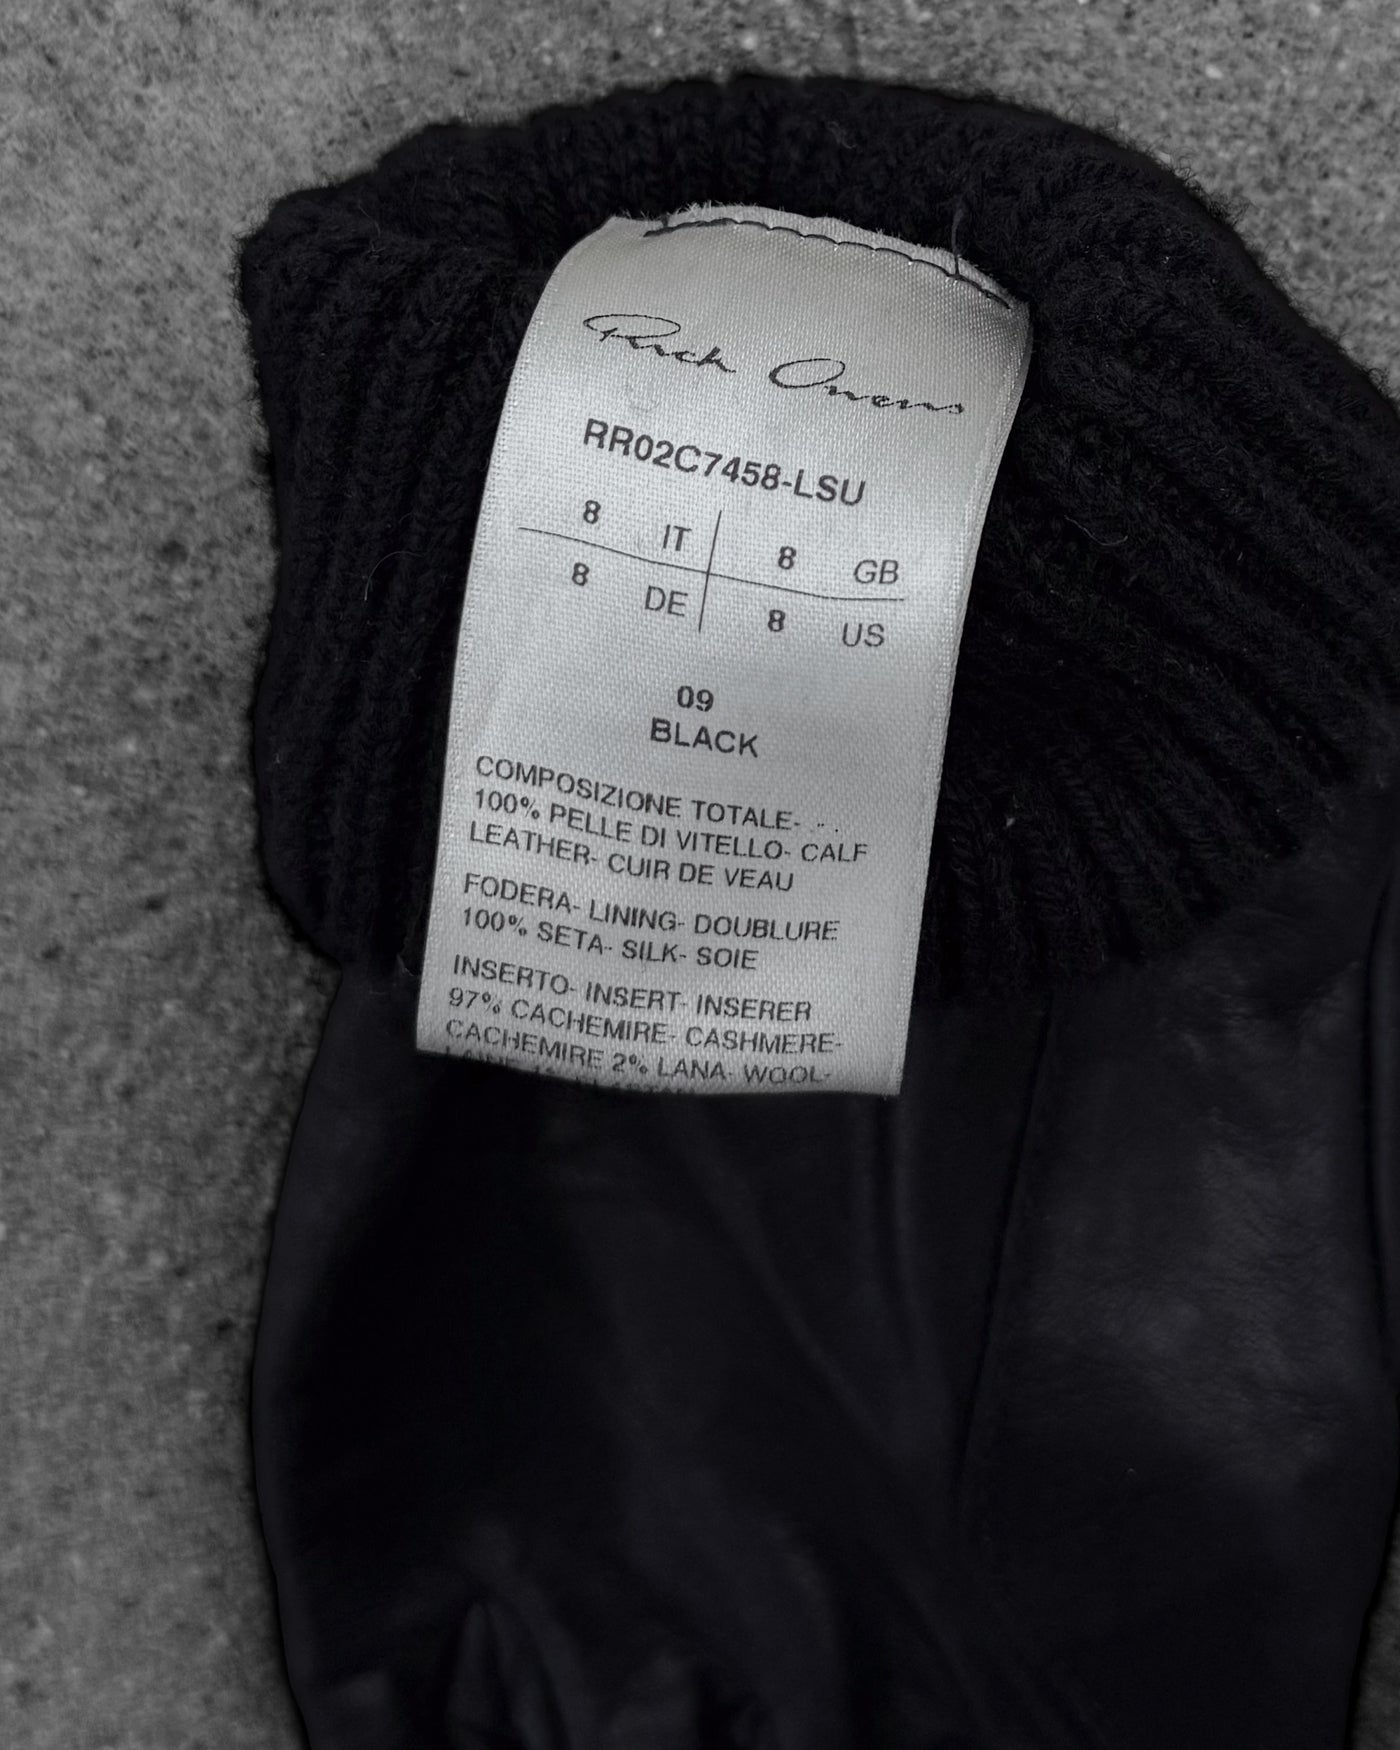 Rick Owens
RR02C7458-LSU
8 IT 8 GB
8 DE 8 US
09
BLACK
COMPOSIZIONE TOTALE-
100% PELLE DI VITELLO- CALF
LEATHER- CUIR DE VEAU
FODERA- LINING- DOUBLURE
100% SETA- SILK- SOIE
INSERTO- INSERT- INSERER
97% CACHEMIRE- CASHMERE-
CACHEMIRE 2% LANA- WOOL-